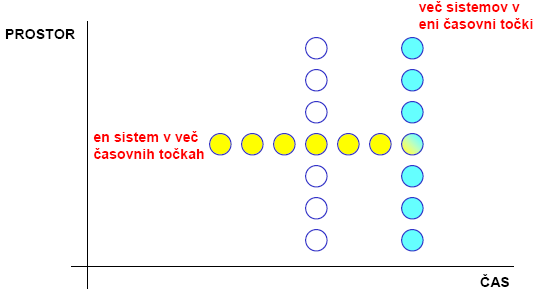 več sistemov v
eni časovni točki
PROSTOR
en sistem v več
časovnih točkah
ČAS